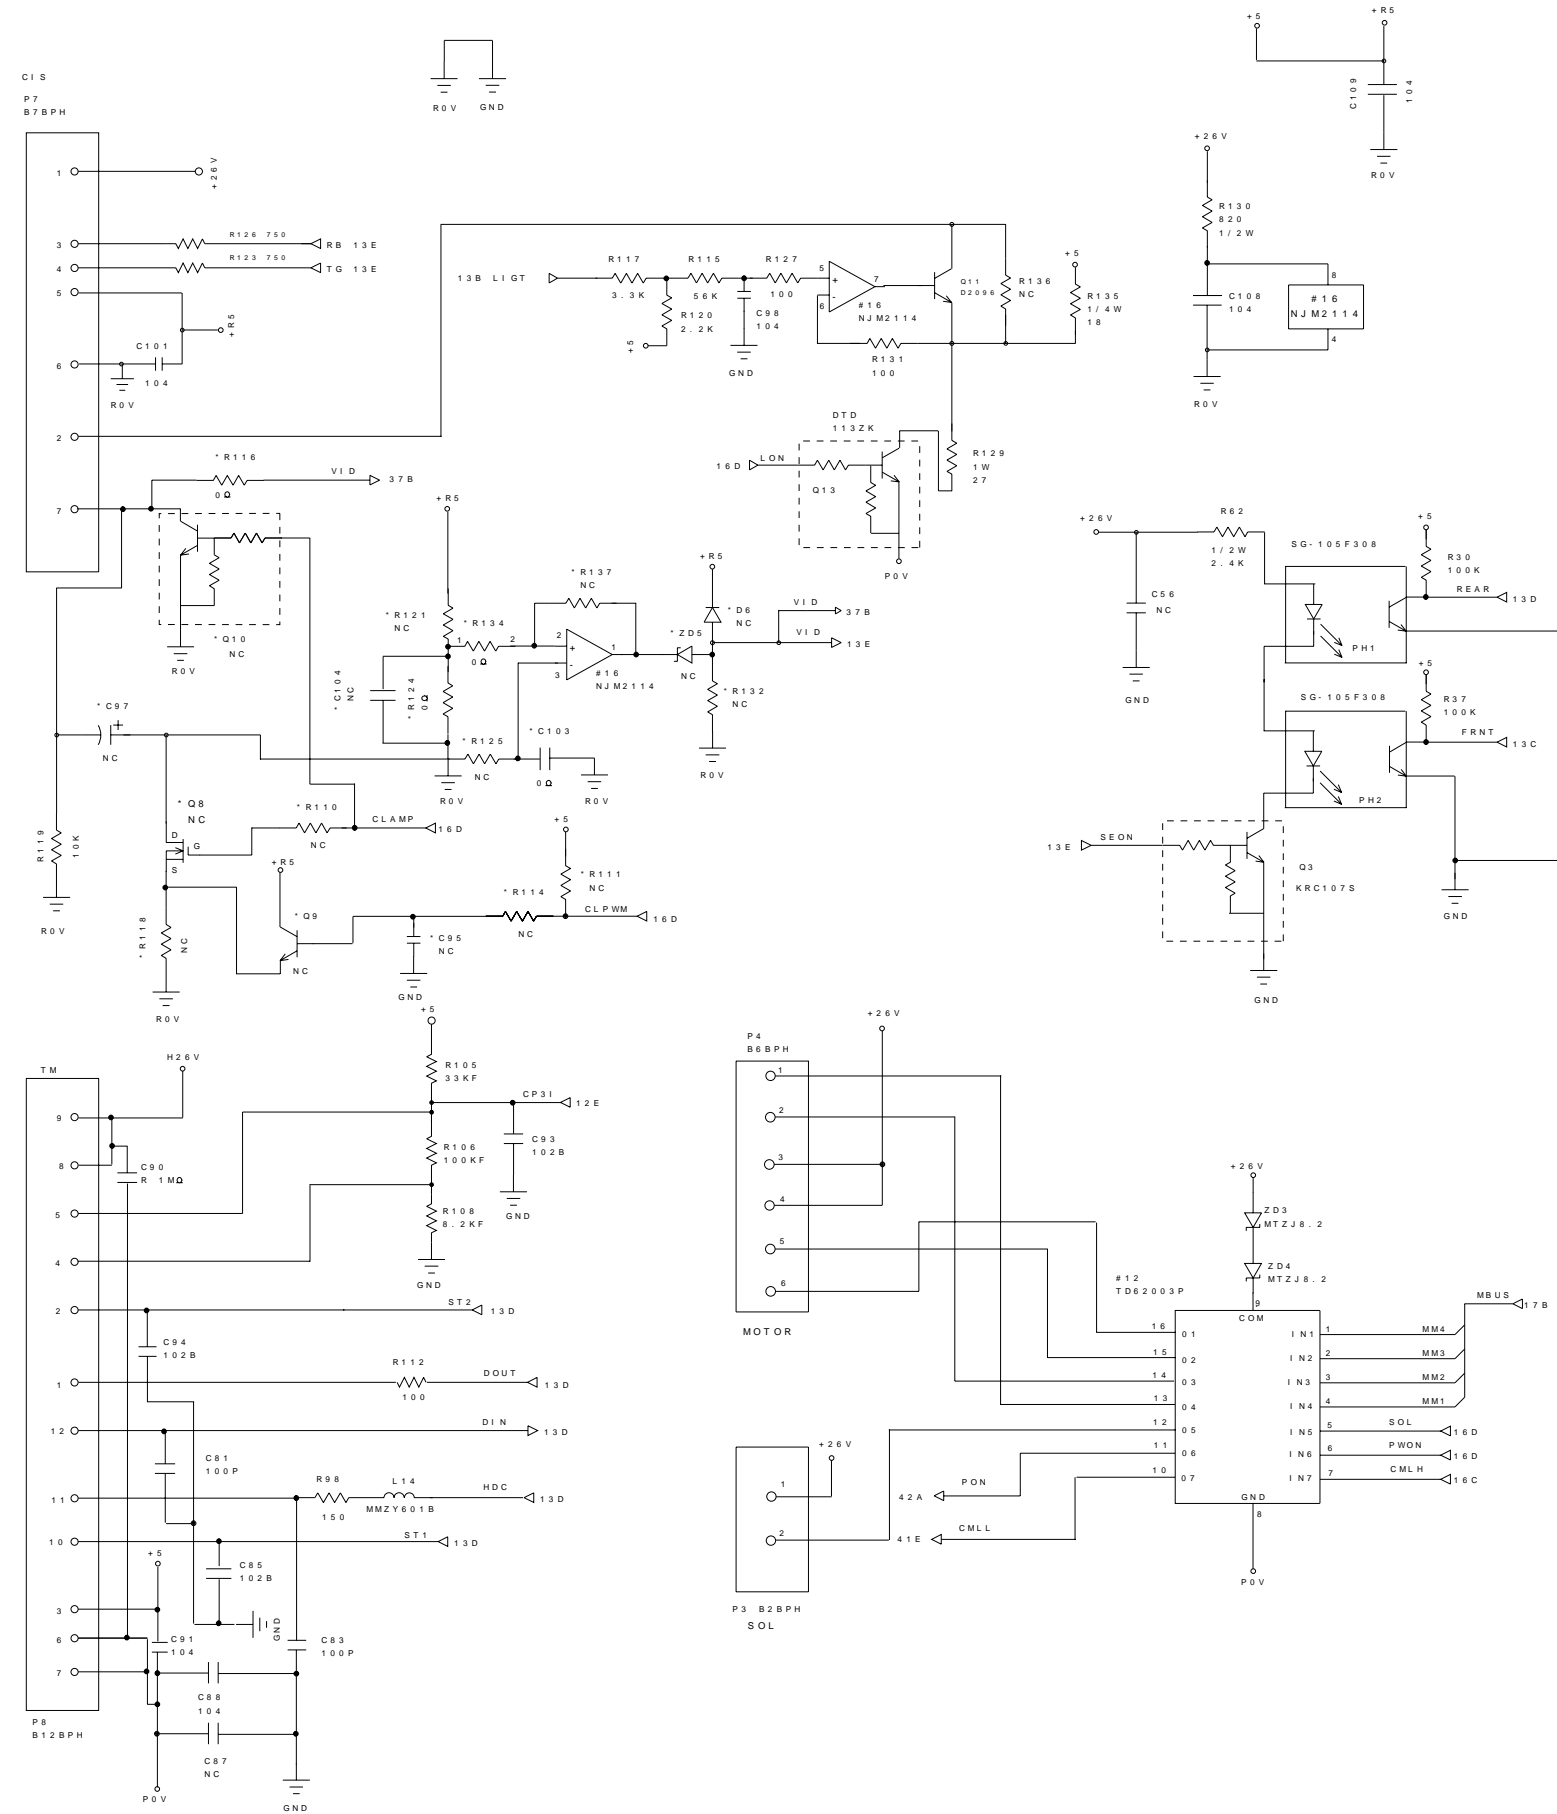 CIS
P7
B7BPH
1
+26V
3
R126 750
RB 13E
4
R123 750
TG 13E
5
+R5
C101
104
6
R0V
2
7
* R116
0Ω
VID
37B
* Q10
NC
R0V
R0V
GND
+5
+R5
C109
104
R0V
+26V
R130
820
1/2W
C108
104
8
#16
NJM2114
4
R0V
13B LIGT
R117
3.3K
R115
56K
R127
100
R120
2.2K
+5
C98
104
GND
5
+
-
6
7
#16
NJM2114
R131
100
Q11
D2096
R136
NC
+5
R135
1/4W
18
DTD
113ZK
16D
LON
Q13
R129
1W
27
P0V
+R5
* R121
NC
* R134
1
2
0Ω
* C104
NC
* R124
0Ω
* R137
NC
2
+
-
3
1
#16
NJM2114
* ZD5
NC
+R5
* D6
NC
* R132
NC
R0V
VID
37B
VID
13E
* R125
NC
* C103
0Ω
R0V
R0V
* C97
+
NC
* Q8
NC
D
G
S
* R110
NC
CLAMP
16D
R119
10K
R0V
* R118
NC
R0V
+R5
* Q9
NC
* C95
NC
GND
* R114
NC
+5
* R111
NC
CLPWM
16D
+26V
C56
NC
GND
R62
1/2W
2.4K
SG-105F308
PH1
+5
R30
100K
REAR
13D
SG-105F308
PH2
+5
R37
100K
FRNT
13C
GND
13E
SEON
Q3
KRC107S
GND
TM
H26V
9
8
C90
R 1MΩ
5
4
+5
R105
33KF
CP3I
12E
R106
100KF
C93
102B
GND
R108
8.2KF
GND
2
ST2
13D
C94
102B
1
R112
100
DOUT
13D
12
DIN
13D
C81
100P
11
R98
150
L14
MMZY601B
HDC
13D
10
ST1
13D
C85
102B
+5
3
GND
6
C91
104
C83
100P
7
C88
104
C87
NC
P0V
GND
P8
B12BPH
P4
B6BPH
+26V
1
2
3
4
5
6
MOTOR
+26V
ZD3
MTZJ8.2
ZD4
MTZJ8.2
#12
TD62003P
9
COM
16
01
15
02
14
03
13
04
12
05
11
06
10
07
IN1
1
MM4
IN2
2
MM3
IN3
3
MM2
IN4
4
MM1
IN5
5
SOL
16D
IN6
6
PWON
16D
IN7
7
CMLH
16C
MBUS
17B
GND
8
P0V
+26V
1
2
P3 B2BPH
SOL
42A
PON
41E
CMLL